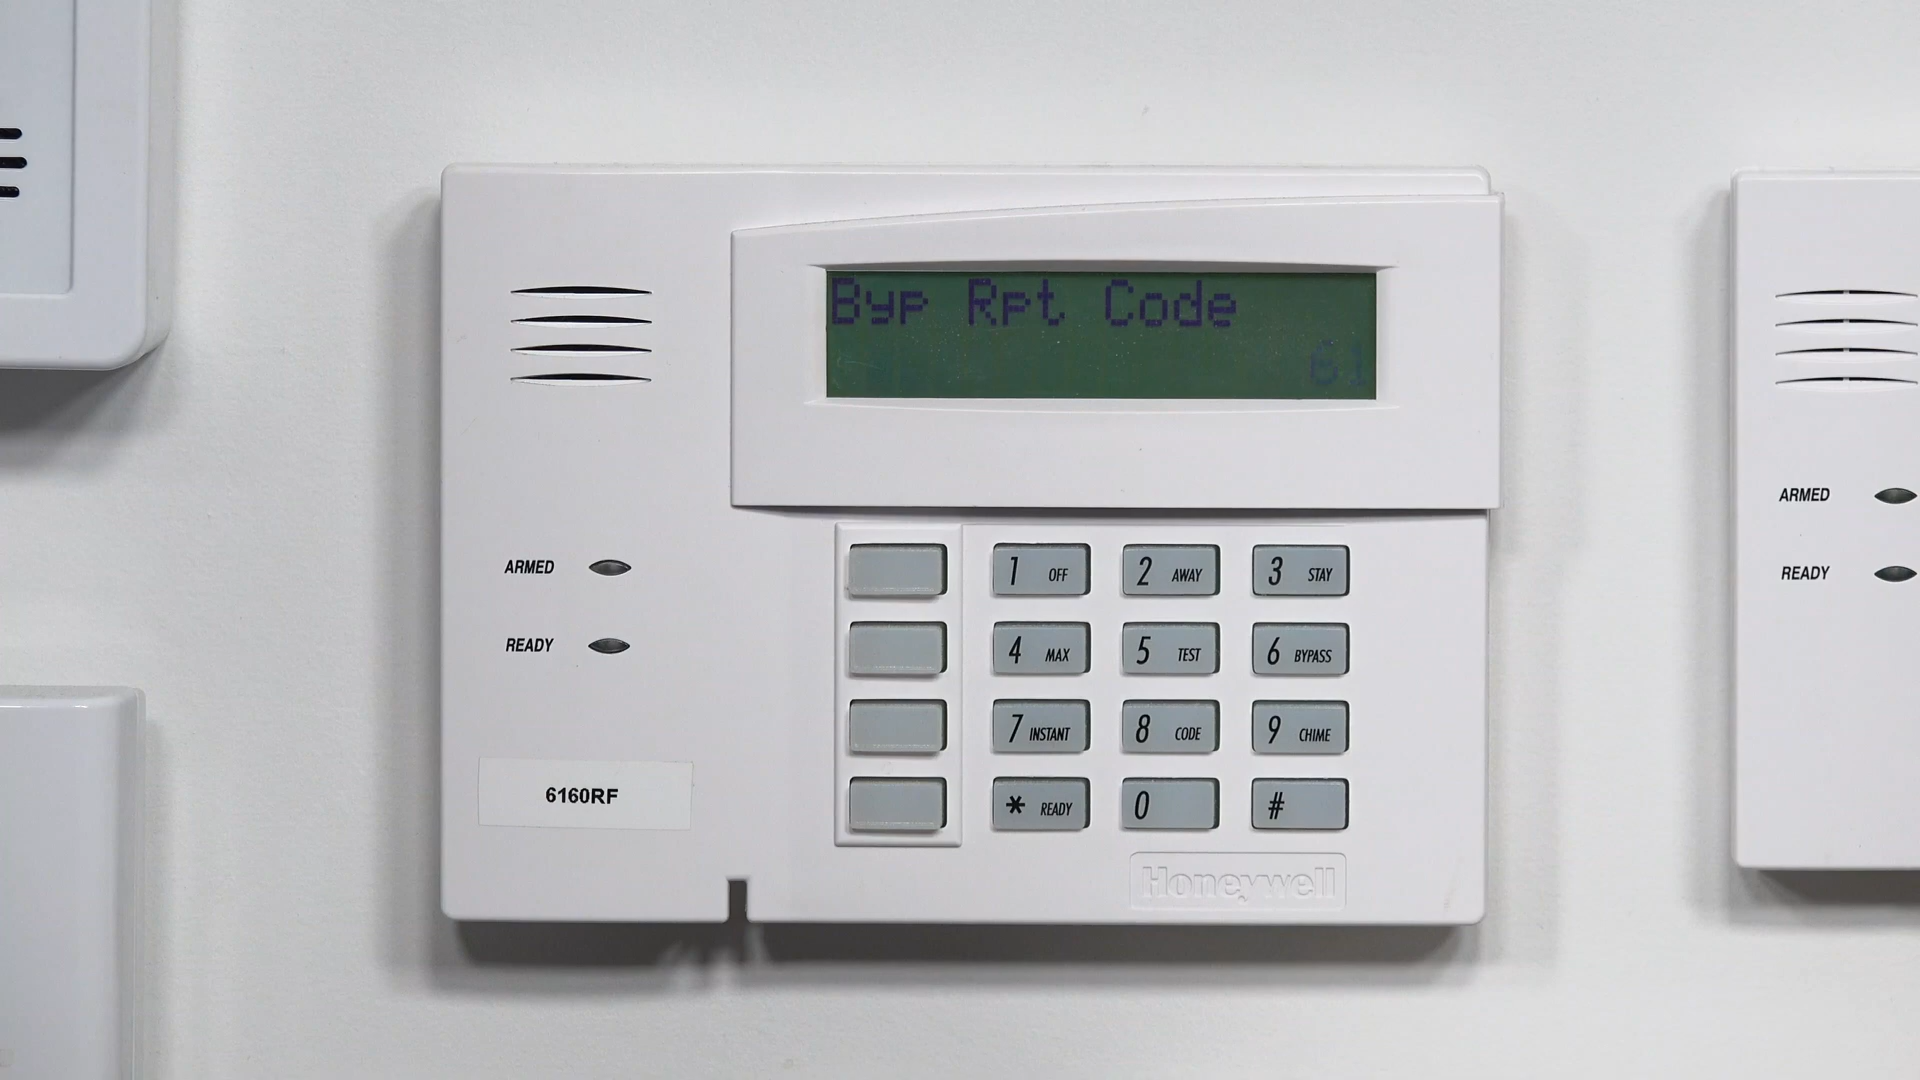 Byp Rpt Code
61
ARMED
READY
6160RF
1 OFF
2 AWAY
3 STAY
4 MAX
5 TEST
6 BYPASS
7 INSTANT
8 CODE
9 CHIME
* READY
0
#
Honeywell
ARMED
READY